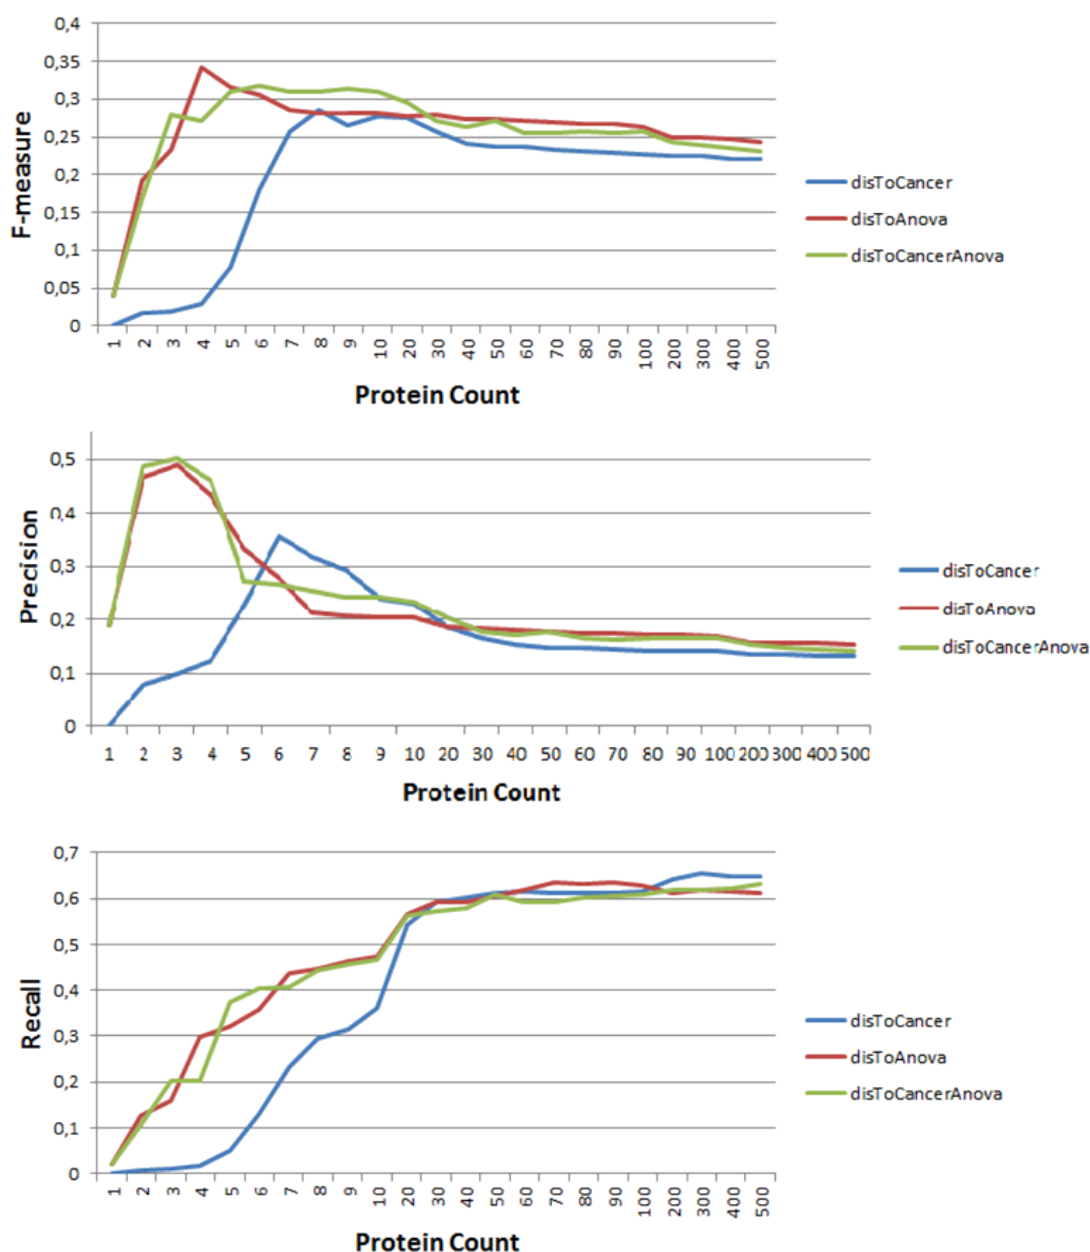 0,4
0,35
0,3
0,25
0,2
0,15
0,1
0,05
0
F-measure
1 2 3 4 5 6 7 8 9 10 20 30 40 50 60 70 80 90 100 200 300 400 500
Protein Count
disToCancer
disToAnova
disToCancerAnova
0,5
0,4
0,3
0,2
0,1
0
Precision
1 2 3 4 5 6 7 8 9 10 20 30 40 50 60 70 80 90 100 200 300 400 500
Protein Count
disToCancer
disToAnova
disToCancerAnova
0,7
0,6
0,5
0,4
0,3
0,2
0,1
0
Recall
1 2 3 4 5 6 7 8 9 10 20 30 40 50 60 70 80 90 100 200 300 400 500
Protein Count
disToCancer
disToAnova
disToCancerAnova